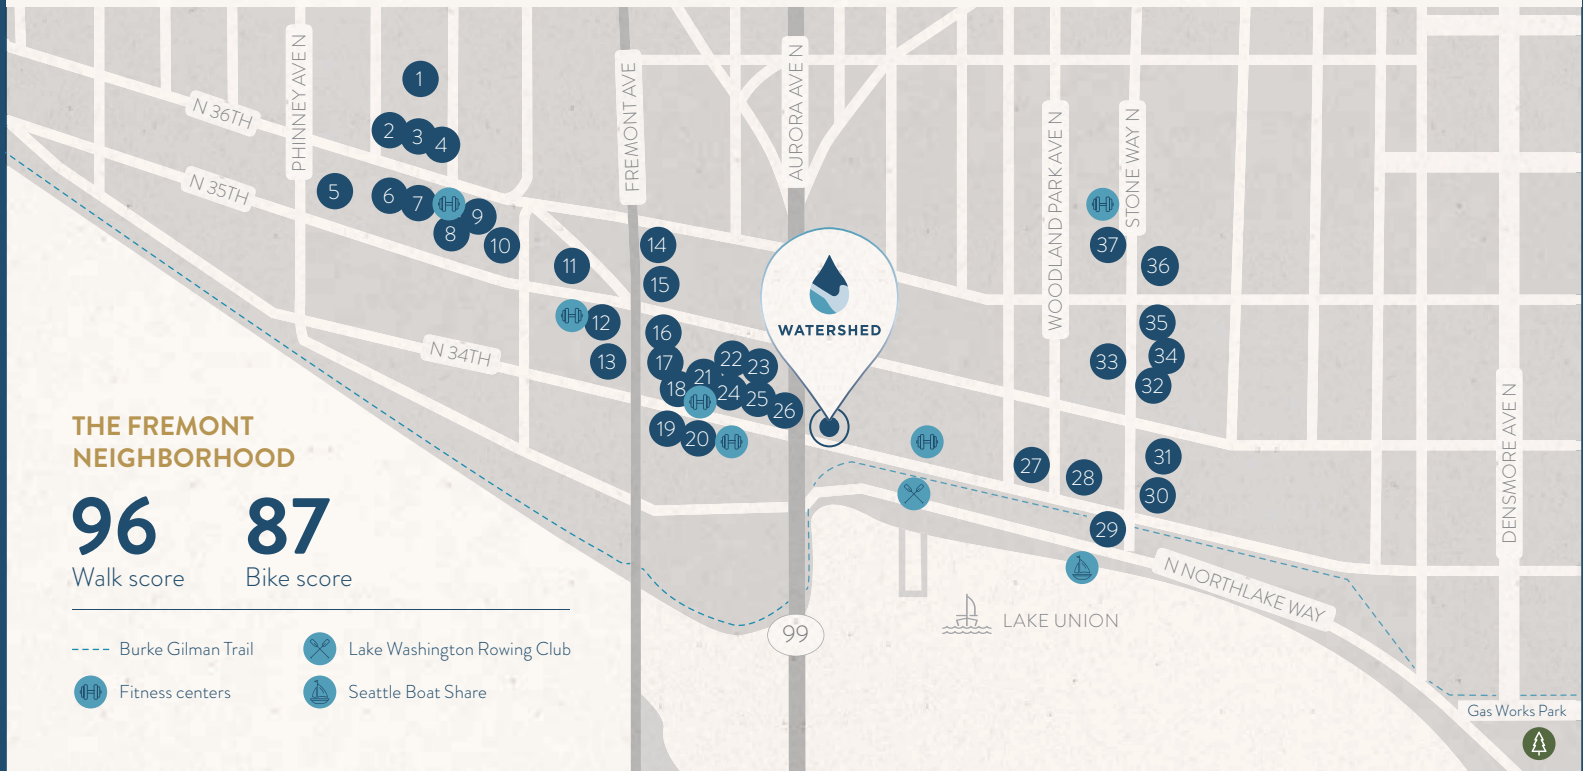 PHINNEY AVE N
N 36TH
N 35TH
N 34TH
FREMONT AVE
AURORA AVE N
WOODLAND PARK AVE N
STONE WAY N
DENSMORE AVE N
1
2
3
4
5
6
7
8
9
10
11
12
13
14
15
16
17
18
19
20
21
22
23
24
25
26
WATERSHED
27
28
29
30
31
32
33
34
35
36
37
N NORTHLAKE WAY
LAKE UNION
99
Gas Works Park
THE FREMONT
NEIGHBORHOOD
96
Walk score
87
Bike score
Burke Gilman Trail
Lake Washington Rowing Club
Fitness centers
Seattle Boat Share